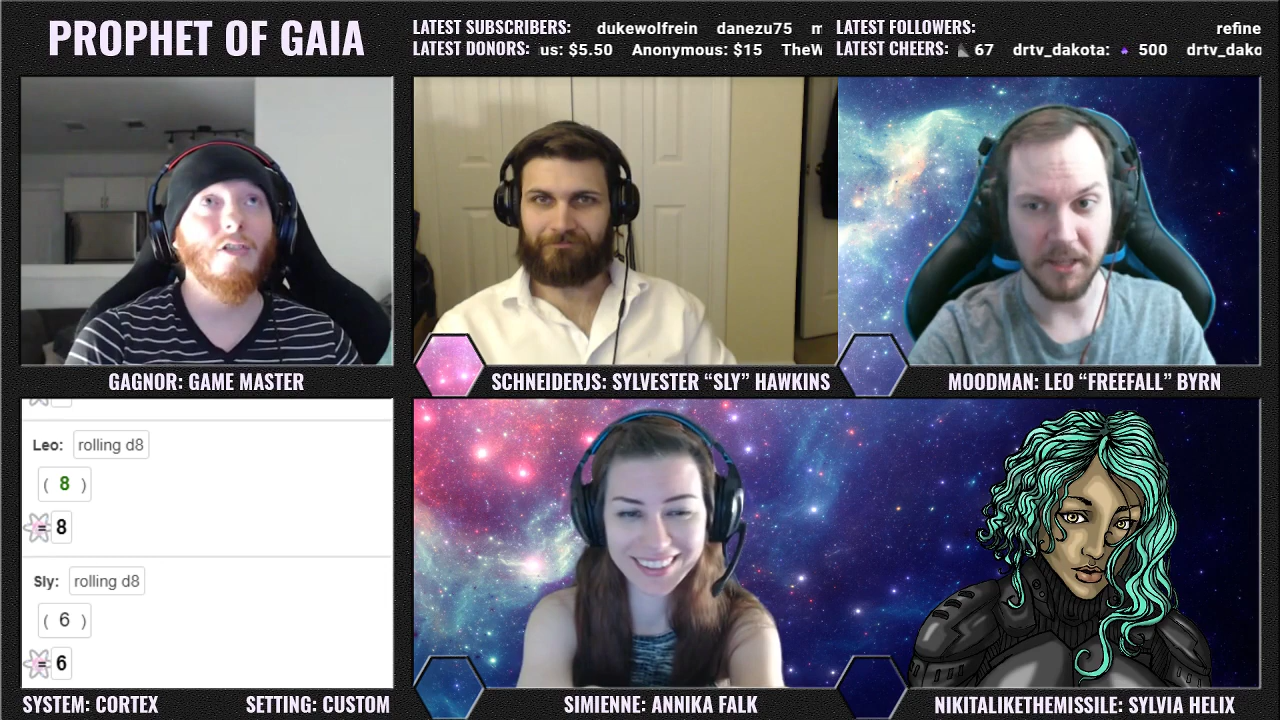 PROPHET OF GAIA
LATEST SUBSCRIBERS: dukewolfrein danezu75 m
LATEST DONORS: us: $5.50 Anonymous: $15 TheW
LATEST FOLLOWERS: refine
LATEST CHEERS: 67 drtv_dakota: 500 drtv_dako
GAGNOR: GAME MASTER
SCHNEIDERJS: SYLVESTER “SLY” HAWKINS
MOODMAN: LEO “FREEFALL” BYRN
Leo: rolling d8
( 8 )
= 8
Sly: rolling d8
( 6 )
= 6
SYSTEM: CORTEX SETTING: CUSTOM
SIMIENNE: ANNIKA FALK
NIKITALIKETHEMISSILE: SYLVIA HELIX